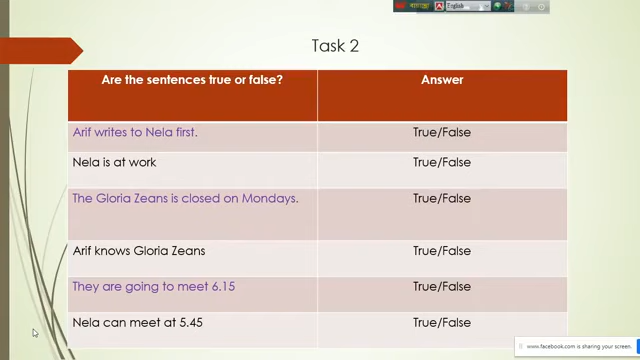 বাংলা English
Task 2
Are the sentences true or false? Answer
Arif writes to Nela first. True/False
Nela is at work True/False
The Gloria Zeans is closed on Mondays. True/False
Arif knows Gloria Zeans True/False
They are going to meet 6.15 True/False
Nela can meet at 5.45 True/False
www.facebook.com is sharing your screen.